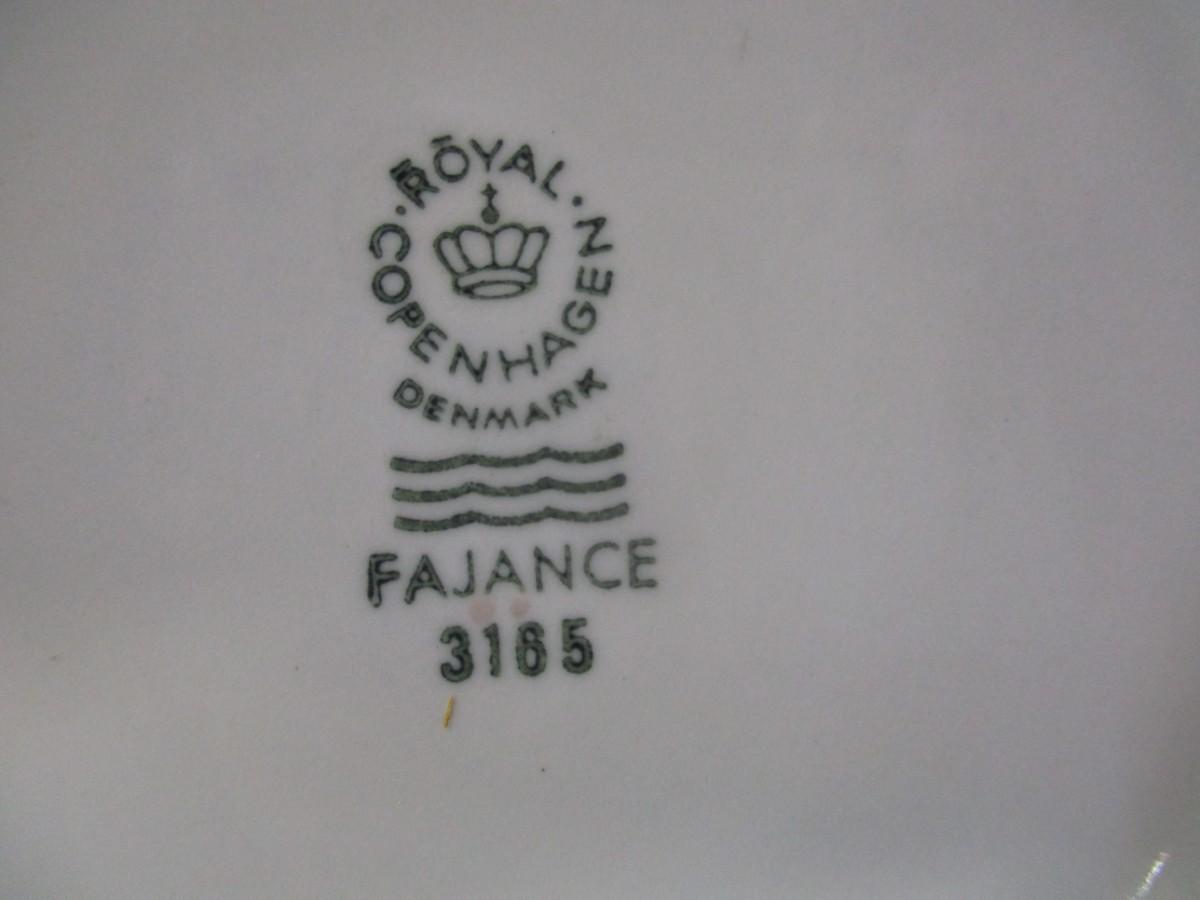 ROYAL
COPENHAGEN
DENMARK
FAJANCE
3165